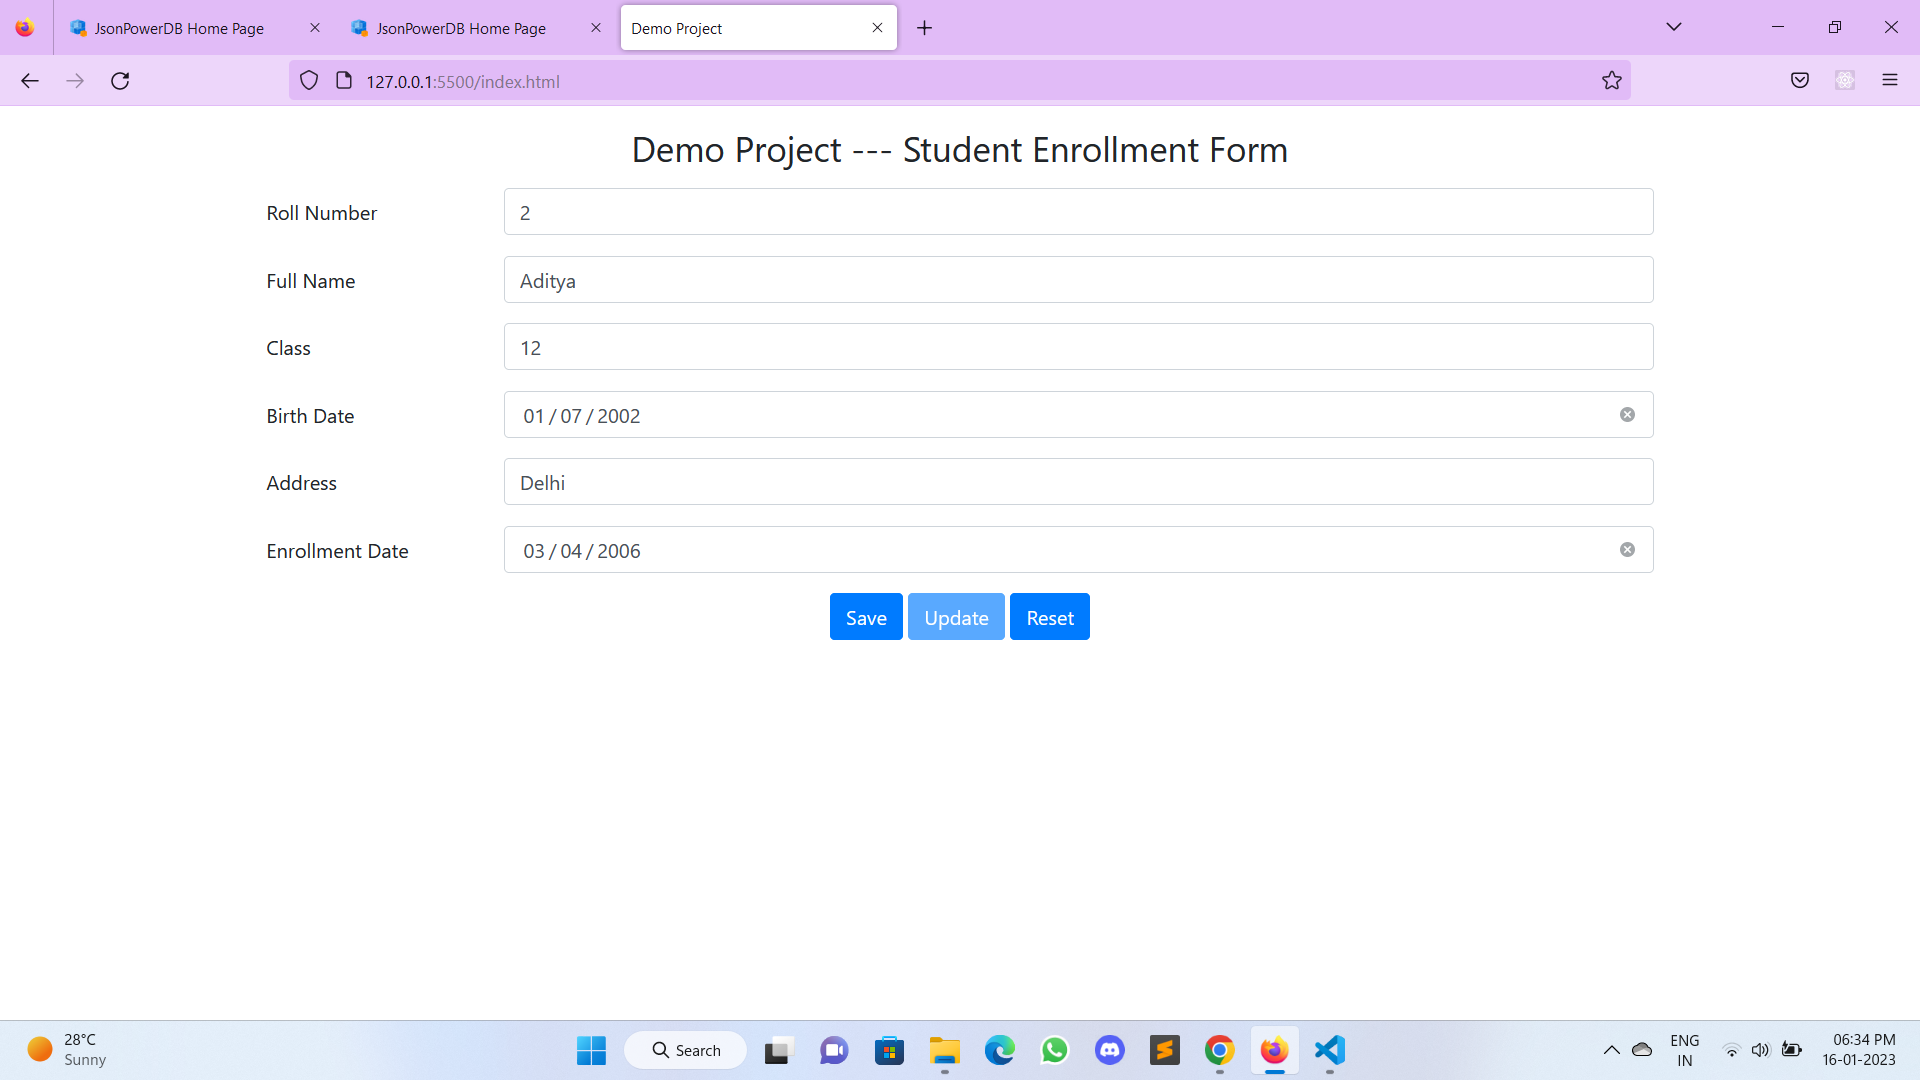 JsonPowerDB Home Page
JsonPowerDB Home Page
Demo Project
127.0.0.1:5500/index.html
Demo Project --- Student Enrollment Form
Roll Number
2
Full Name
Aditya
Class
12
Birth Date
01 / 07 / 2002
Address
Delhi
Enrollment Date
03 / 04 / 2006
Save Update Reset
28°C
Sunny
Search
ENG
IN
06:34 PM
16-01-2023